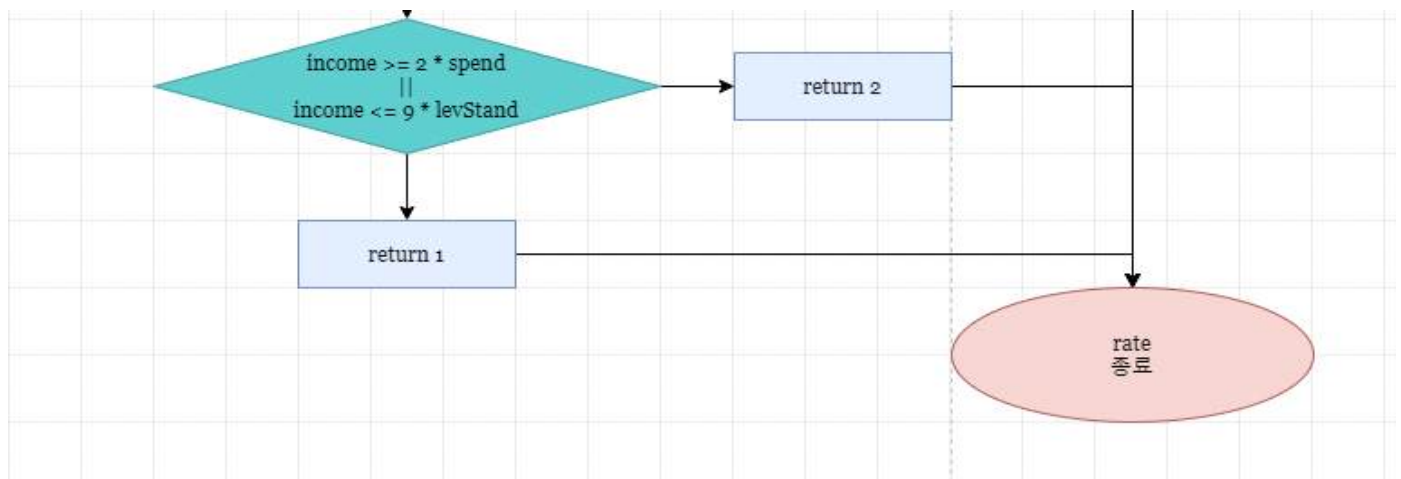 income >= 2 * spend
||
income <= 9 * levStand
return 2
return 1
rate
종료